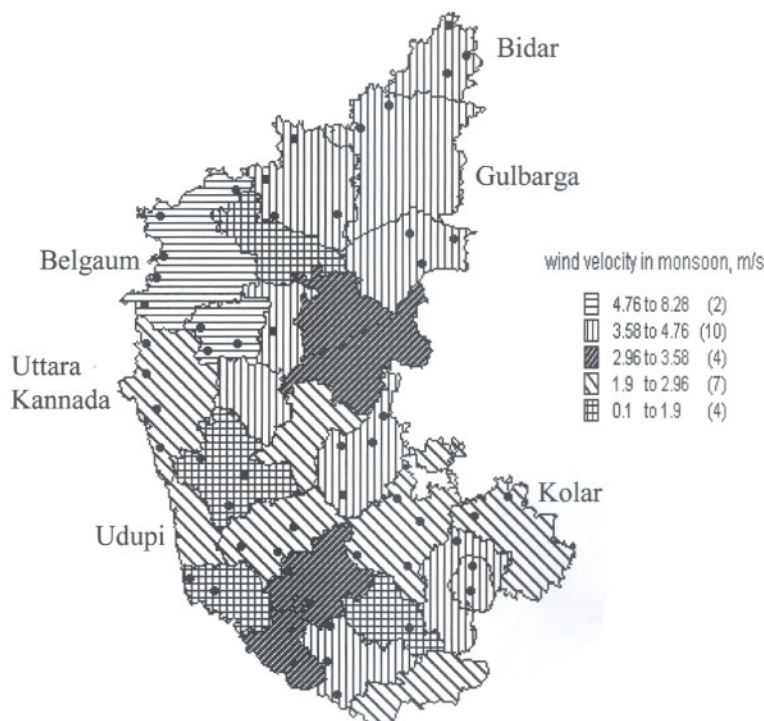 Bidar
Gulbarga
Belgaum
Uttara
Kannada
Udupi
Kolar
wind velocity in monsoon, m/s
4.76 to 8.28 (2)
3.58 to 4.76 (10)
2.96 to 3.58 (4)
1.9 to 2.96 (7)
0.1 to 1.9 (4)